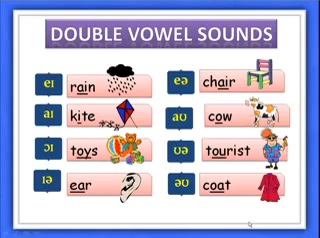 DOUBLE VOWEL SOUNDS
eɪ rain
eə chair
aɪ kite
aʊ cow
ɔɪ toys
ʊə tourist
ɪə ear
əʊ coat